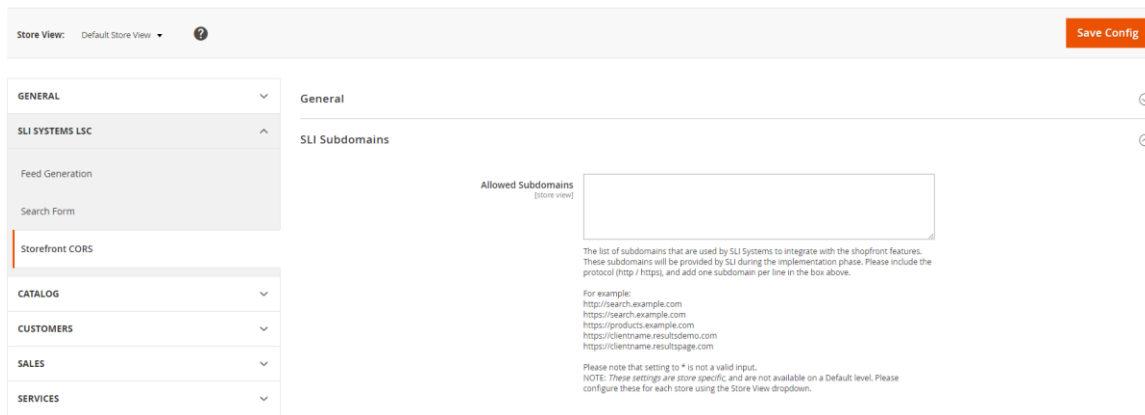 Store View: Default Store View
Save Config
GENERAL
SLI SYSTEMS LSC
Feed Generation
Search Form
Storefront CORS
CATALOG
CUSTOMERS
SALES
SERVICES
General
SLI Subdomains
Allowed Subdomains
[store view]
The list of subdomains that are used by SLI Systems to integrate with the shopfront features.
These subdomains will be provided by SLI during the implementation phase. Please include the
protocol (http / https), and add one subdomain per line in the box above.
For example:
http://search.example.com
https://search.example.com
https://products.example.com
https://clientname.resultsdemo.com
https://clientname.resultspage.com
Please note that setting to * is not a valid input.
NOTE: These settings are store specific, and are not available on a Default level. Please
configure these for each store using the Store View dropdown.